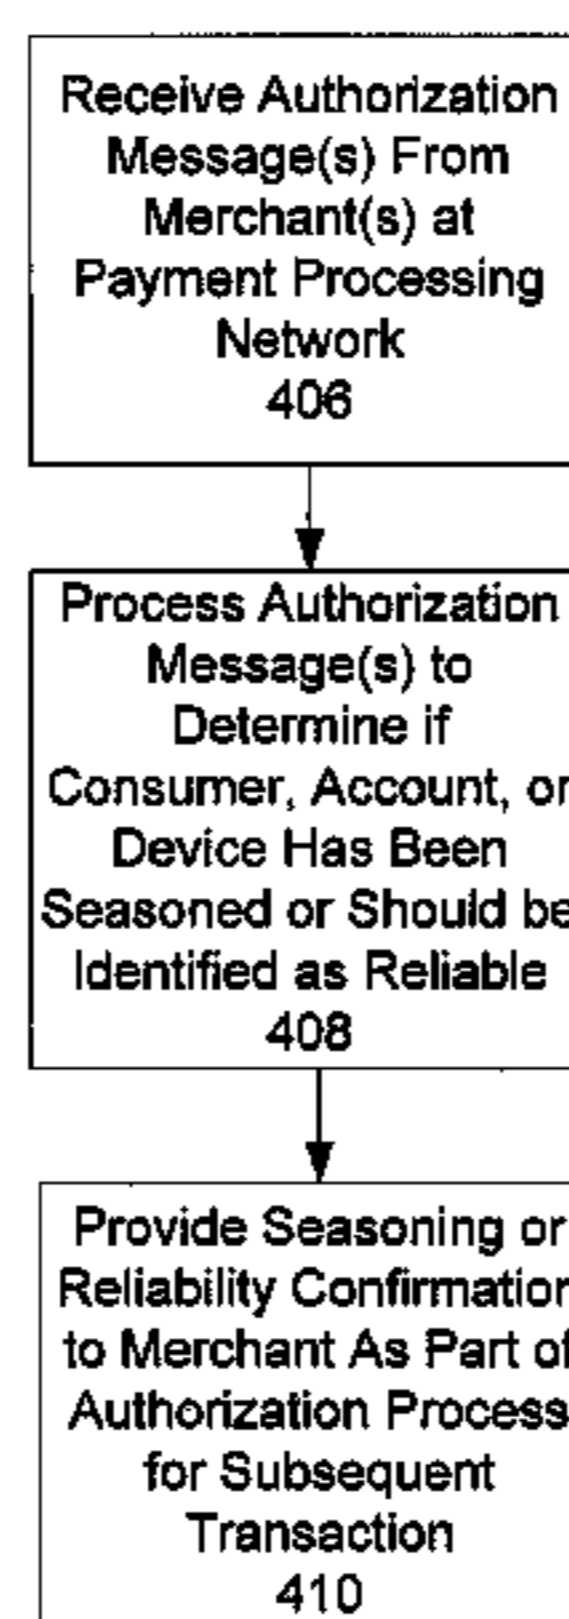 Receive Authorization
Message(s) From
Merchant(s) at
Payment Processing
Network
406
Process Authorization
Message(s) to
Determine if
Consumer, Account, or
Device Has Been
Seasoned or Should be
Identified as Reliable
408
Provide Seasoning or
Reliability Confirmation
to Merchant As Part of
Authorization Process
for Subsequent
Transaction
410